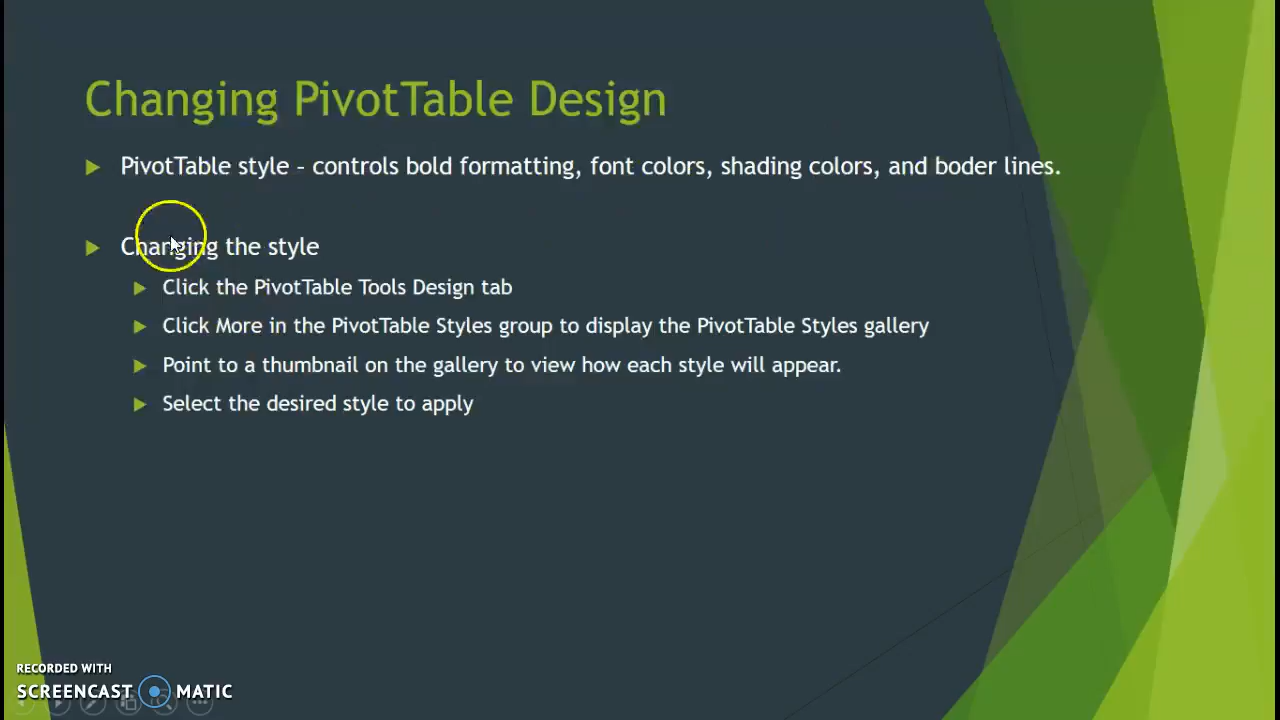 Changing PivotTable Design
PivotTable style – controls bold formatting, font colors, shading colors, and boder lines.
Changing the style
Click the PivotTable Tools Design tab
Click More in the PivotTable Styles group to display the PivotTable Styles gallery
Point to a thumbnail on the gallery to view how each style will appear.
Select the desired style to apply
RECORDED WITH
SCREENCAST MATIC